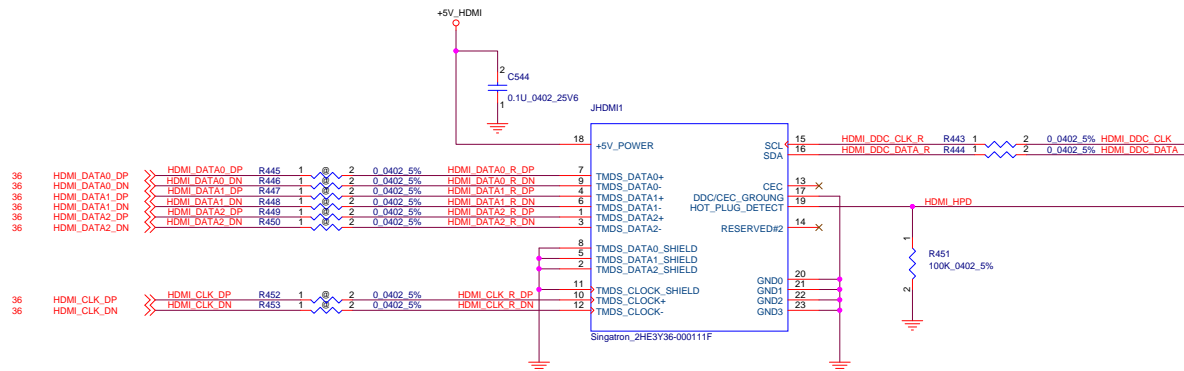 +5V_HDMI
2
C544
0.1U_0402_25V6
1
JHDMI1
18 +5V_POWER
SCL 15 HDMI_DDC_CLK_R R443 1 2 0_0402_5% HDMI_DDC_CLK
SDA 16 HDMI_DDC_DATA_R R444 1 2 0_0402_5% HDMI_DDC_DATA
36 HDMI_DATA0_DP HDMI_DATA0_DP R445 1 @ 2 0_0402_5% HDMI_DATA0_R_DP 7 TMDS_DATA0+
36 HDMI_DATA0_DN HDMI_DATA0_DN R446 1 @ 2 0_0402_5% HDMI_DATA0_R_DN 9 TMDS_DATA0-
36 HDMI_DATA1_DP HDMI_DATA1_DP R447 1 @ 2 0_0402_5% HDMI_DATA1_R_DP 4 TMDS_DATA1+
36 HDMI_DATA1_DN HDMI_DATA1_DN R448 1 @ 2 0_0402_5% HDMI_DATA1_R_DN 6 TMDS_DATA1-
36 HDMI_DATA2_DP HDMI_DATA2_DP R449 1 @ 2 0_0402_5% HDMI_DATA2_R_DP 1 TMDS_DATA2+
36 HDMI_DATA2_DN HDMI_DATA2_DN R450 1 @ 2 0_0402_5% HDMI_DATA2_R_DN 3 TMDS_DATA2-
CEC 13
DDC/CEC_GROUNG 17
HOT_PLUG_DETECT 19 HDMI_HPD
RESERVED#2 14
8 TMDS_DATA0_SHIELD
5 TMDS_DATA1_SHIELD
2 TMDS_DATA2_SHIELD
1
R451
100K_0402_5%
2
11 TMDS_CLOCK_SHIELD
36 HDMI_CLK_DP HDMI_CLK_DP R452 1 @ 2 0_0402_5% HDMI_CLK_R_DP 10 TMDS_CLOCK+
36 HDMI_CLK_DN HDMI_CLK_DN R453 1 @ 2 0_0402_5% HDMI_CLK_R_DN 12 TMDS_CLOCK-
GND0 20
GND1 21
GND2 22
GND3 23
Singatron_2HE3Y36-000111F